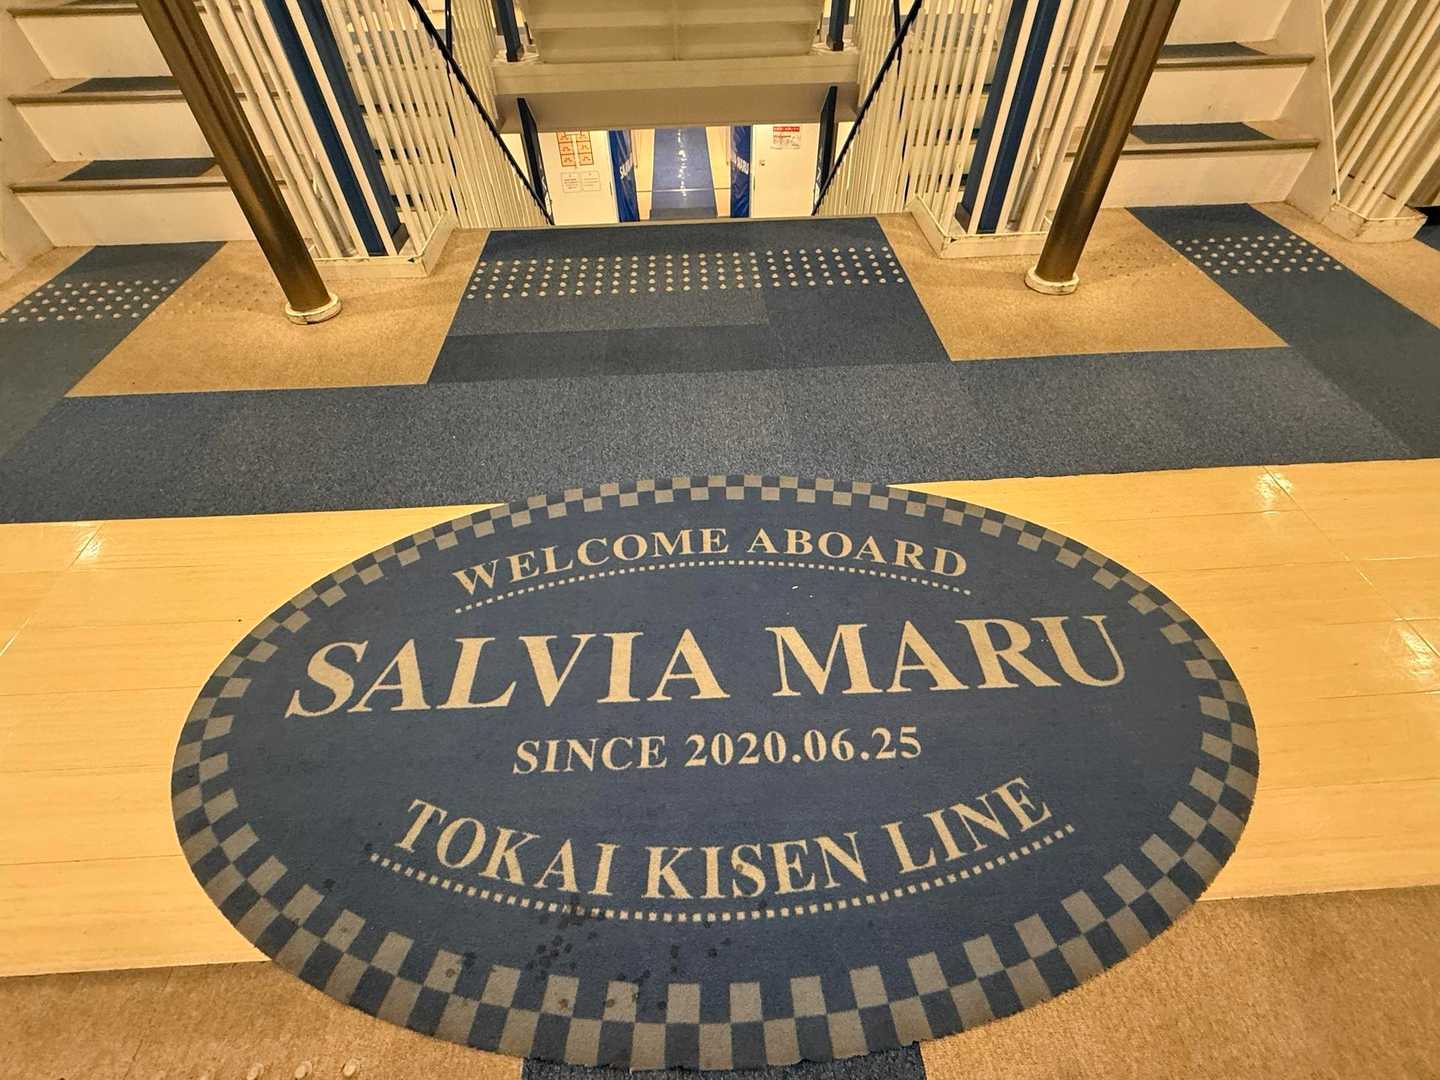 WELCOME ABOARD
SALVIA MARU
SINCE 2020.06.25
TOKAI KISEN LINE